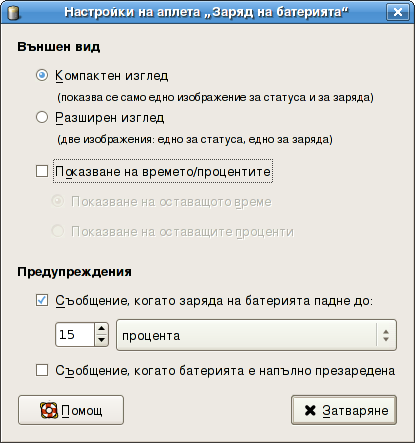 Настройки на аплета „Заряд на батерията“
Външен вид
Компактен изглед
(показва се само едно изображение за статуса и за заряда)
Разширен изглед
(две изображения: едно за статуса, едно за заряда)
Показване на времето/процентите
Показване на оставащото време
Показване на оставащите проценти
Предупреждения
Съобщение, когато заряда на батерията падне до:
15 процента
Съобщение, когато батерията е напълно презаредена
Помощ Затваряне